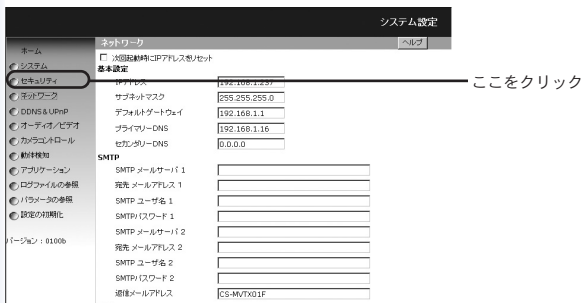 システム設定
ネットワーク
ヘルプ
ホーム
システム
セキュリティ
ネットワーク
DDNS & UPnP
オーディオ/ビデオ
カメラコントロール
動体検知
アプリケーション
ログファイルの参照
パラメータの参照
設定の初期化
バージョン：0100b
次回起動時にIPアドレスをリセット
基本設定
IPアドレス 192.168.1.237
サブネットマスク 255.255.255.0
デフォルトゲートウェイ 192.168.1.1
プライマリーDNS 192.168.1.16
セカンダリーDNS 0.0.0.0
SMTP
SMTP メールサーバ 1
宛先 メールアドレス 1
SMTP ユーザ名 1
SMTPパスワード 1
SMTP メールサーバ 2
宛先 メールアドレス 2
SMTP ユーザ名 2
SMTPパスワード 2
返信メールアドレス CS-MVTX01F
ここをクリック